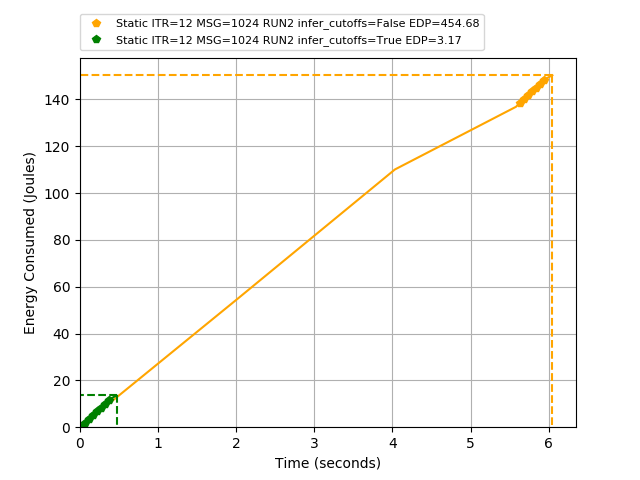 Static ITR=12 MSG=1024 RUN2 infer_cutoffs=False EDP=454.68
Static ITR=12 MSG=1024 RUN2 infer_cutoffs=True EDP=3.17
Energy Consumed (Joules)
140
120
100
80
60
40
20
0
0 1 2 3 4 5 6
Time (seconds)